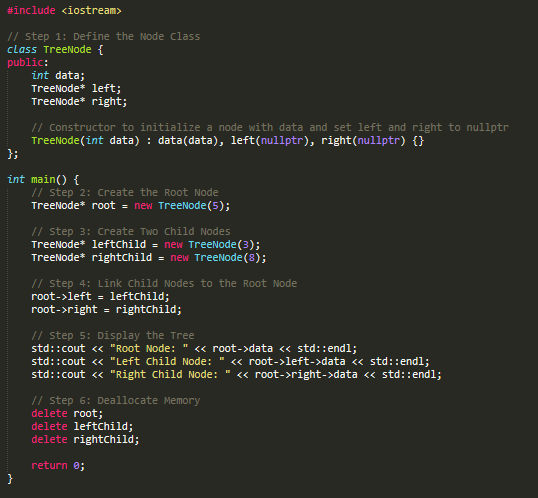 #include <iostream>

// Step 1: Define the Node Class
class TreeNode {
public:
    int data;
    TreeNode* left;
    TreeNode* right;

    // Constructor to initialize a node with data and set left and right to nullptr
    TreeNode(int data) : data(data), left(nullptr), right(nullptr) {}
};

int main() {
    // Step 2: Create the Root Node
    TreeNode* root = new TreeNode(5);

    // Step 3: Create Two Child Nodes
    TreeNode* leftChild = new TreeNode(3);
    TreeNode* rightChild = new TreeNode(8);

    // Step 4: Link Child Nodes to the Root Node
    root->left = leftChild;
    root->right = rightChild;

    // Step 5: Display the Tree
    std::cout << "Root Node: " << root->data << std::endl;
    std::cout << "Left Child Node: " << root->left->data << std::endl;
    std::cout << "Right Child Node: " << root->right->data << std::endl;

    // Step 6: Deallocate Memory
    delete root;
    delete leftChild;
    delete rightChild;

    return 0;
}